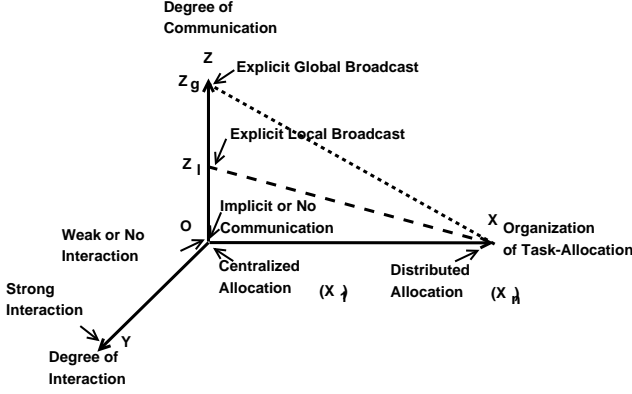 Degree of
Communication
Z
Z g
Explicit Global Broadcast
Explicit Local Broadcast
Z l
Implicit or No
Communication
O
X
Organization
of Task-Allocation
Weak or No
Interaction
Centralized
Allocation
(X 1)
Distributed
Allocation
(X n)
Strong
Interaction
Y
Degree of
Interaction